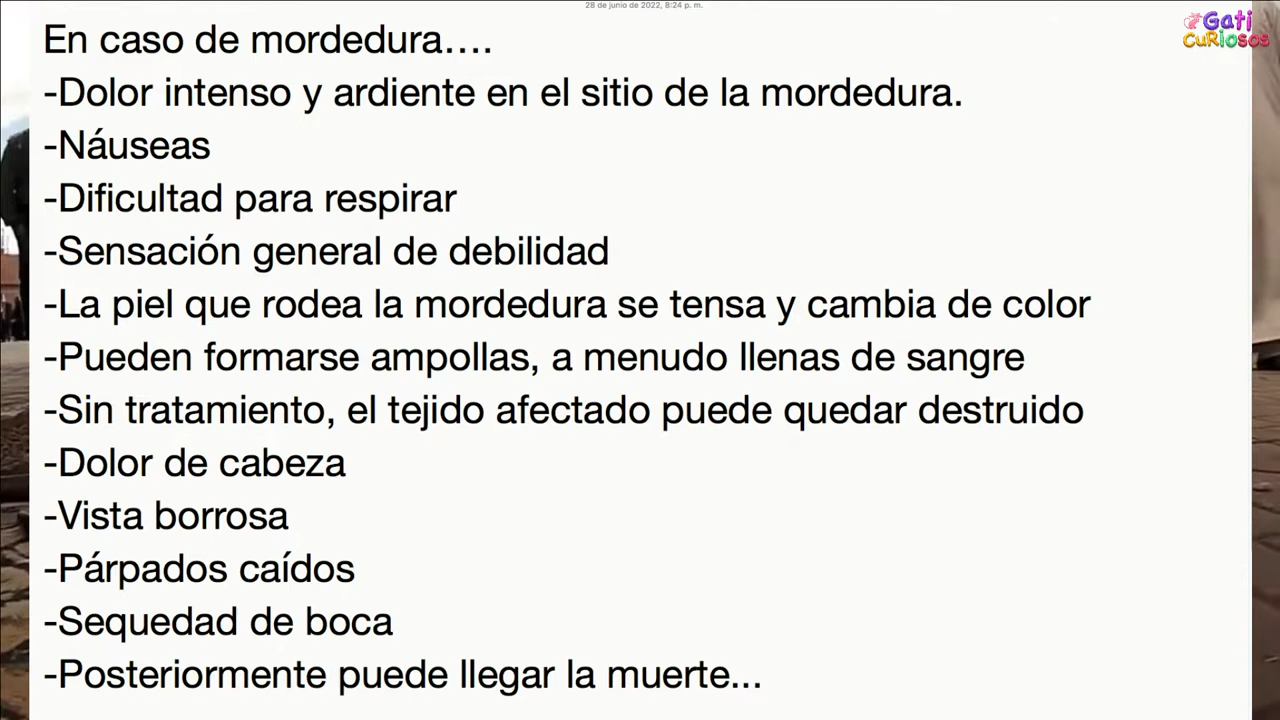 28 de junio de 2022, 8:24 p. m.
Gati
CuRiosos
En caso de mordedura....
-Dolor intenso y ardiente en el sitio de la mordedura.
-Náuseas
-Dificultad para respirar
-Sensación general de debilidad
-La piel que rodea la mordedura se tensa y cambia de color
-Pueden formarse ampollas, a menudo llenas de sangre
-Sin tratamiento, el tejido afectado puede quedar destruido
-Dolor de cabeza
-Vista borrosa
-Párpados caídos
-Sequedad de boca
-Posteriormente puede llegar la muerte...